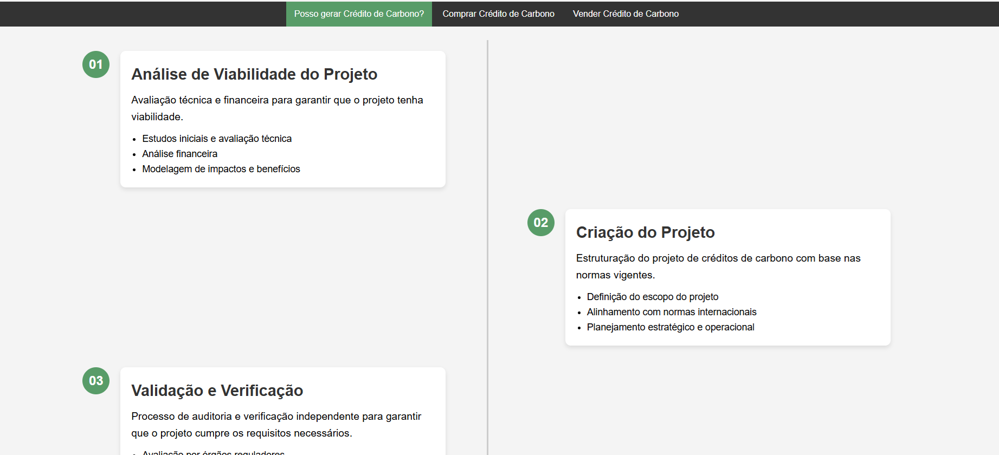 Posso gerar Crédito de Carbono? Comprar Crédito de Carbono Vender Crédito de Carbono
01
Análise de Viabilidade do Projeto
Avaliação técnica e financeira para garantir que o projeto tenha
viabilidade.
• Estudos iniciais e avaliação técnica
• Análise financeira
• Modelagem de impactos e benefícios
02
Criação do Projeto
Estruturação do projeto de créditos de carbono com base nas
normas vigentes.
• Definição do escopo do projeto
• Alinhamento com normas internacionais
• Planejamento estratégico e operacional
03
Validação e Verificação
Processo de auditoria e verificação independente para garantir
que o projeto cumpre os requisitos necessários.
• Avaliação por órgãos reguladores